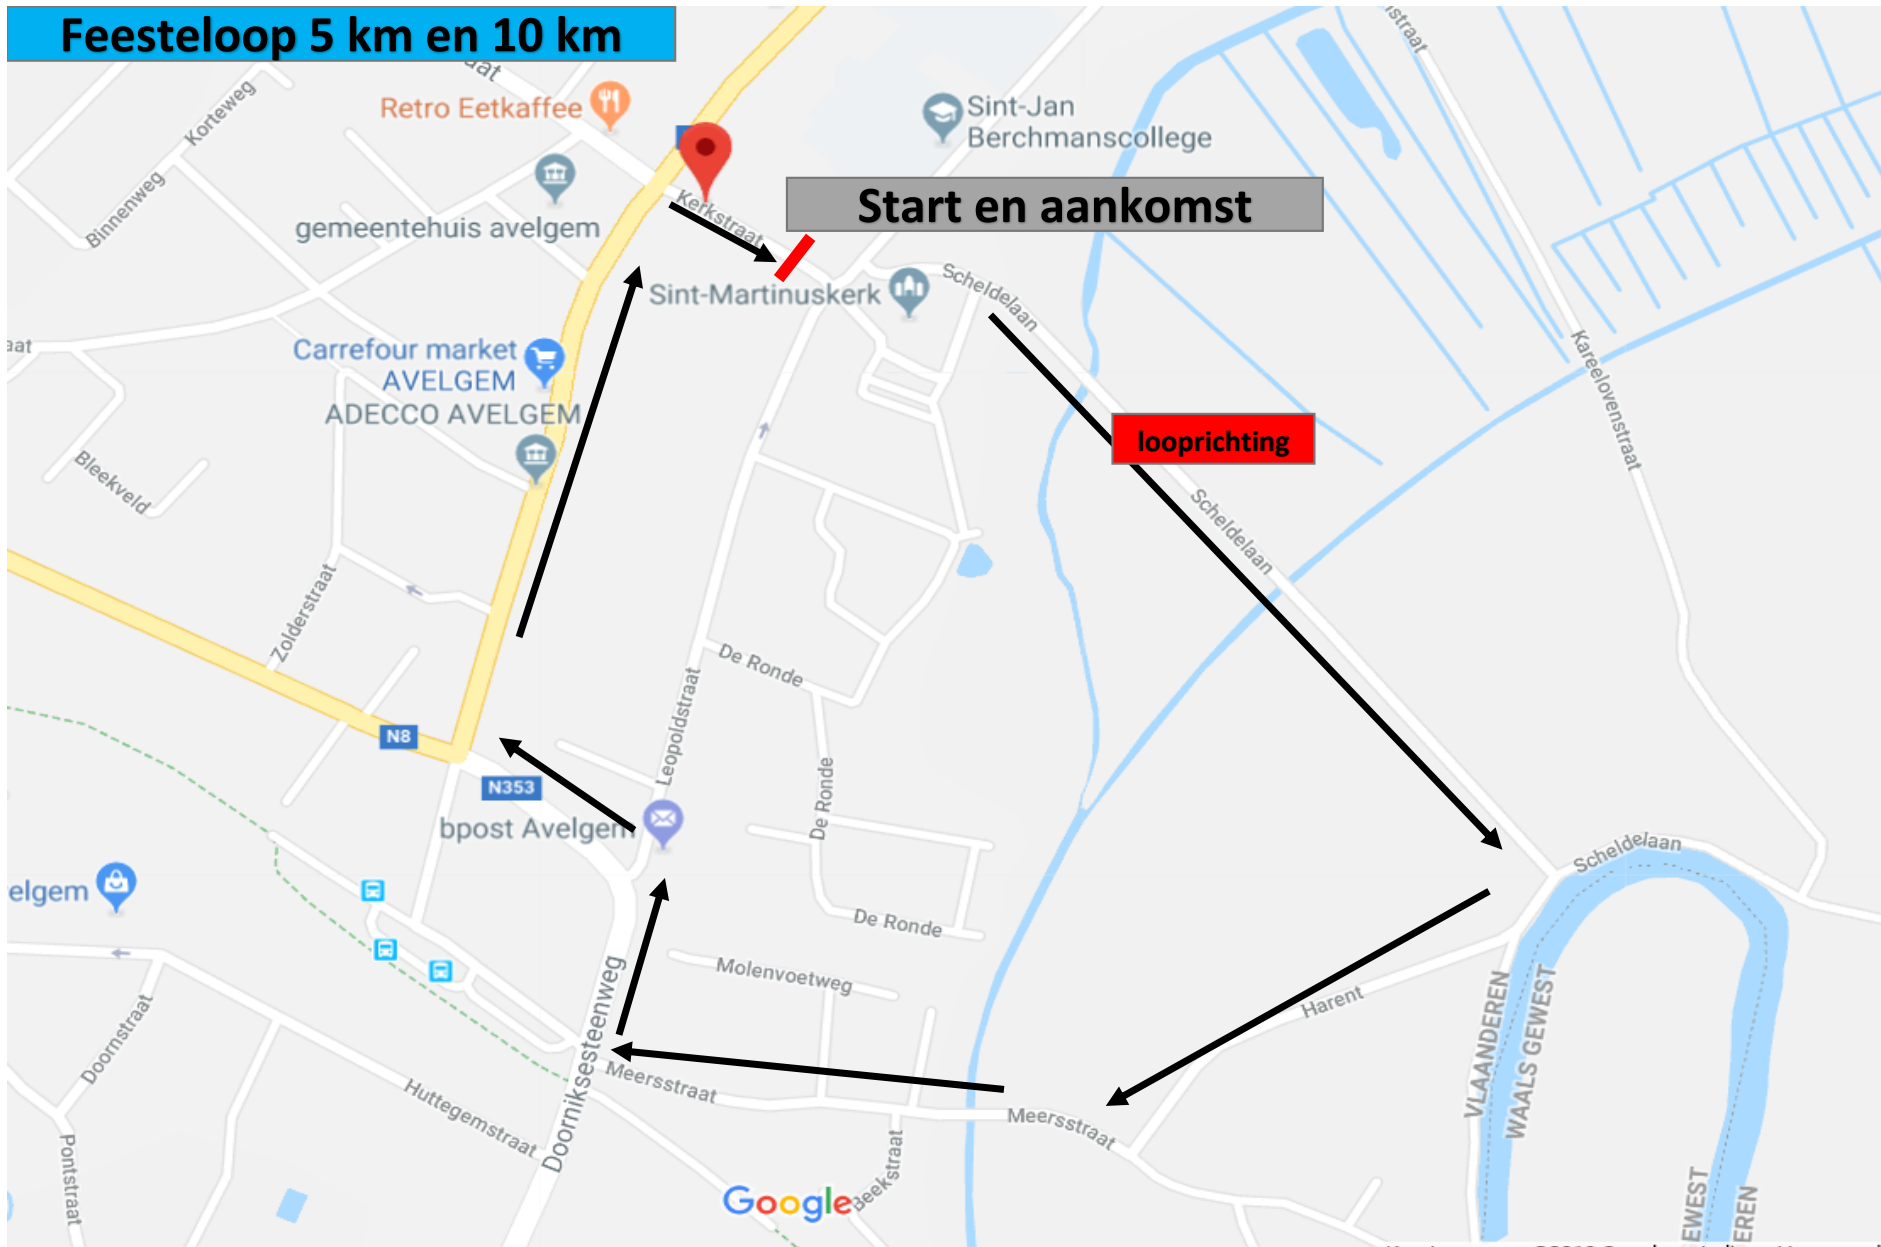 Feesteloop 5 km en 10 km
Korteweg
Binnenweg
Retro Eetkaffee
gemeentehuis avelgem
Kerkstraat
Sint-Jan
Berchmanscollege
Start en aankomst
Sint-Martinuskerk
Scheldelaan
Carrefour market
AVELGEM
ADECCO AVELGEM
looprichting
Kareelovenstraat
Bleekveld
Scheldelaan
Zolderstraat
De Ronde
Leopoldstraat
N8
N353
bpost Avelgem
De Ronde
Scheldelaan
elgem
De Ronde
Molenvoetweg
Doorniksesteenweg
Harent
VLAANDEREN
WAALS GEWEST
Doornstraat
Meersstraat
Meersstraat
Huttegemstraat
Pontstraat
Beekstraat
Google
EWEST
EREN